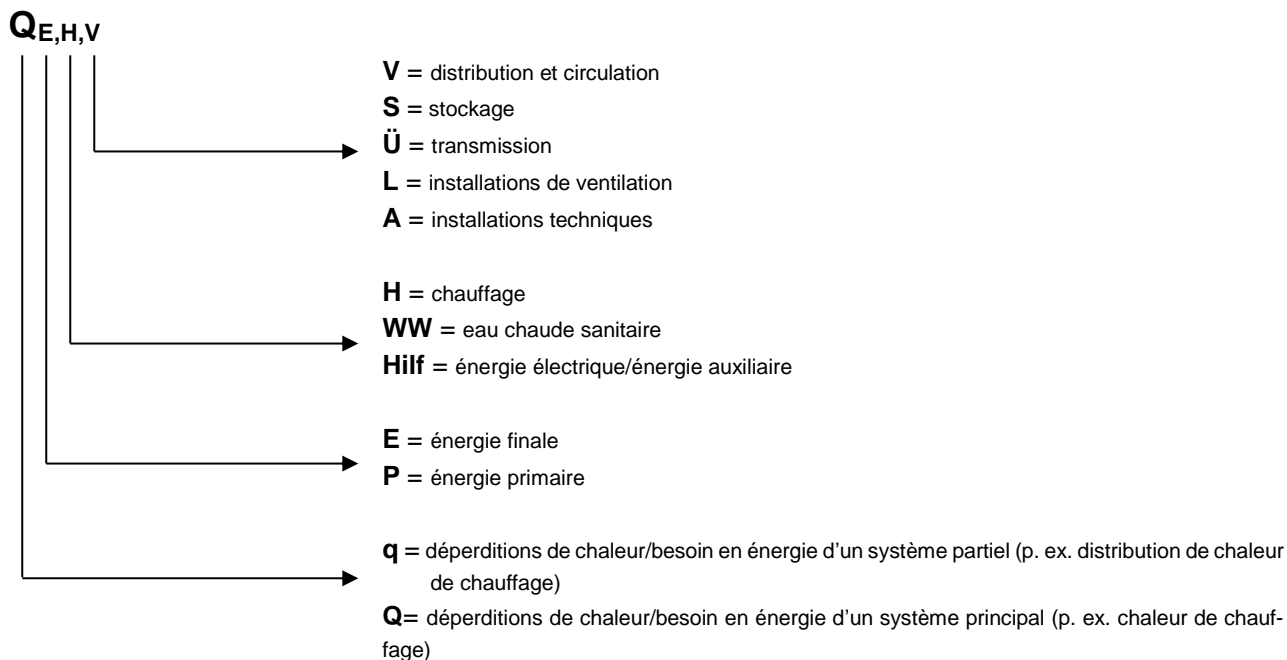 QE,H,V
V = distribution et circulation
S = stockage
Ü = transmission
L = installations de ventilation
A = installations techniques
H = chauffage
WW = eau chaude sanitaire
Hilf = énergie électrique/énergie auxiliaire
E = énergie finale
P = énergie primaire
q = déperditions de chaleur/besoin en énergie d’un système partiel (p. ex. distribution de chaleur
de chauffage)
Q= déperditions de chaleur/besoin en énergie d’un système principal (p. ex. chaleur de chauf-
fage)